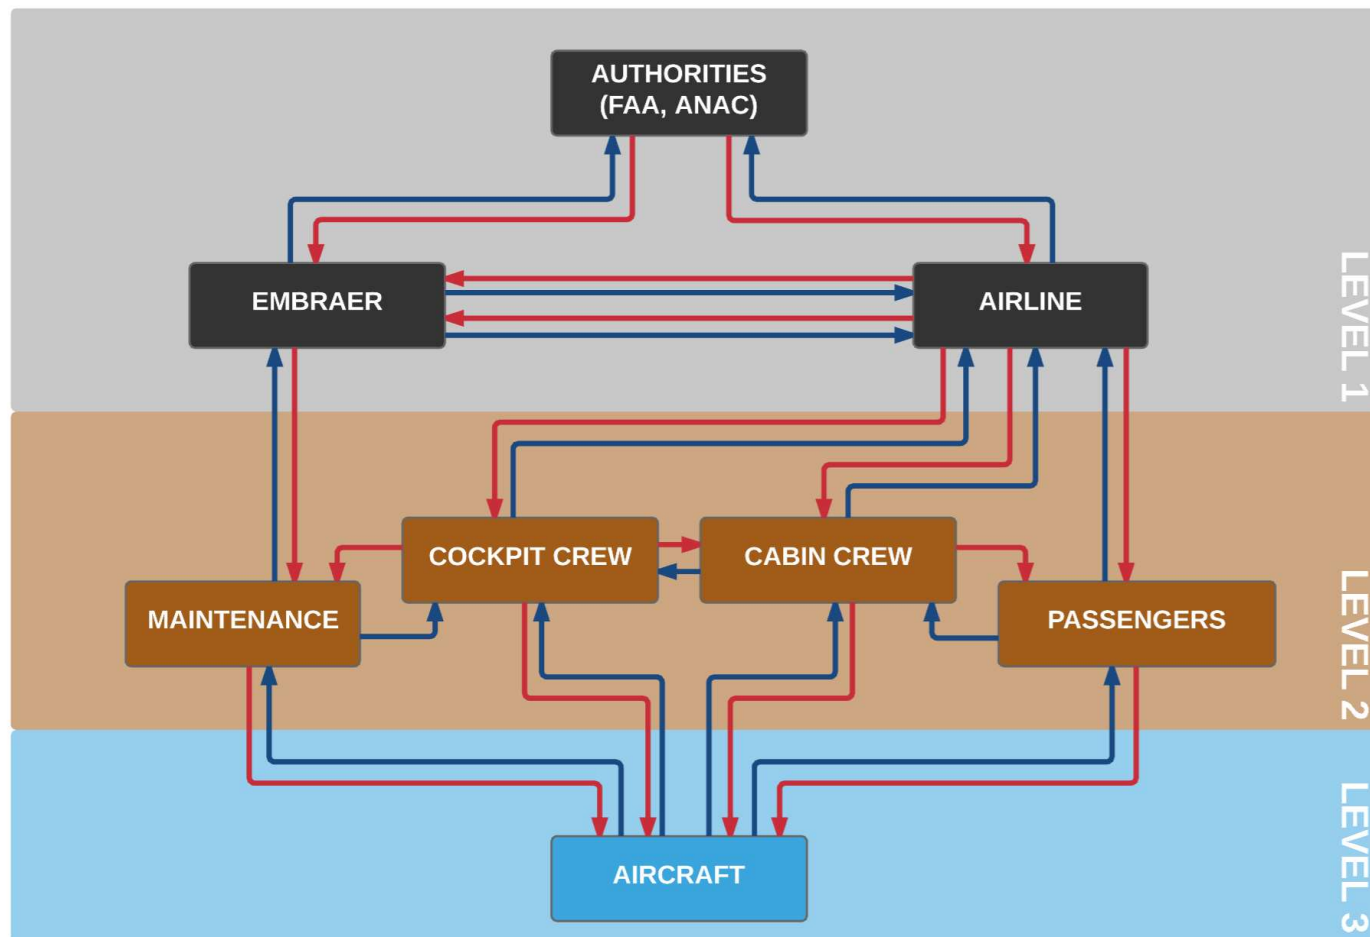 AUTHORITIES
(FAA, ANAC)
EMBRAER
AIRLINE
LEVEL 1
COCKPIT CREW
CABIN CREW
MAINTENANCE
PASSENGERS
LEVEL 2
AIRCRAFT
LEVEL 3